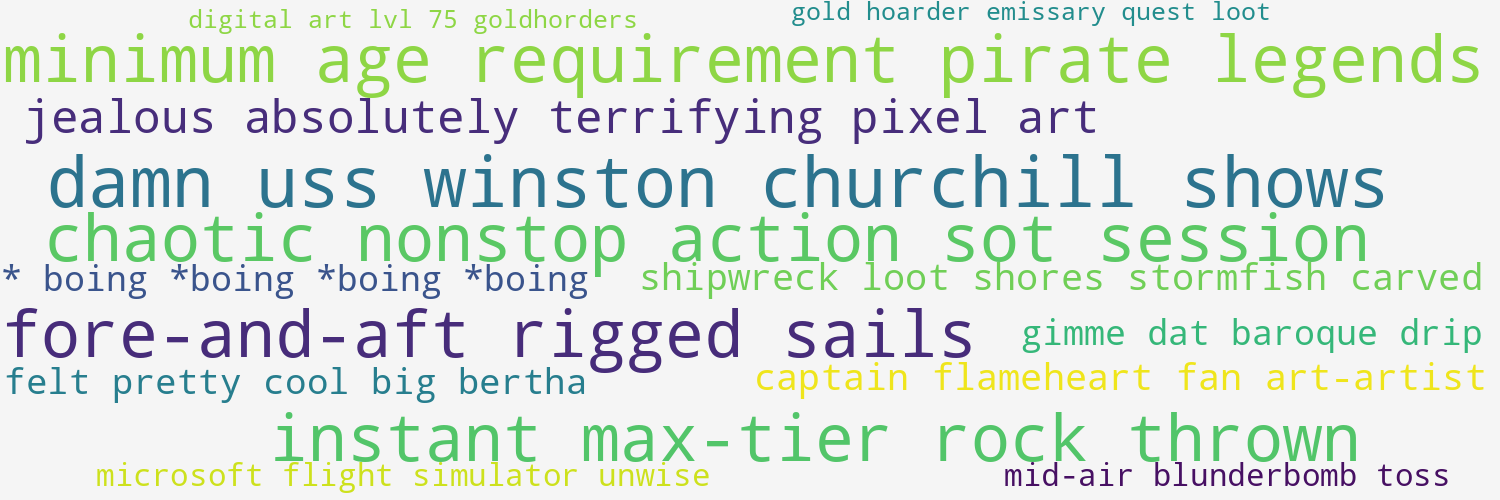 digital art lvl 75 goldhorders
gold hoarder emissary quest loot
minimum age requirement pirate legends
jealous absolutely terrifying pixel art
damn uss winston churchill shows
chaotic nonstop action sot session
* boing *boing *boing *boing
shipwreck loot shores stormfish carved
fore-and-aft rigged sails
gimme dat baroque drip
felt pretty cool big bertha
captain flameheart fan art-artist
instant max-tier rock thrown
microsoft flight simulator unwise
mid-air blunderbomb toss